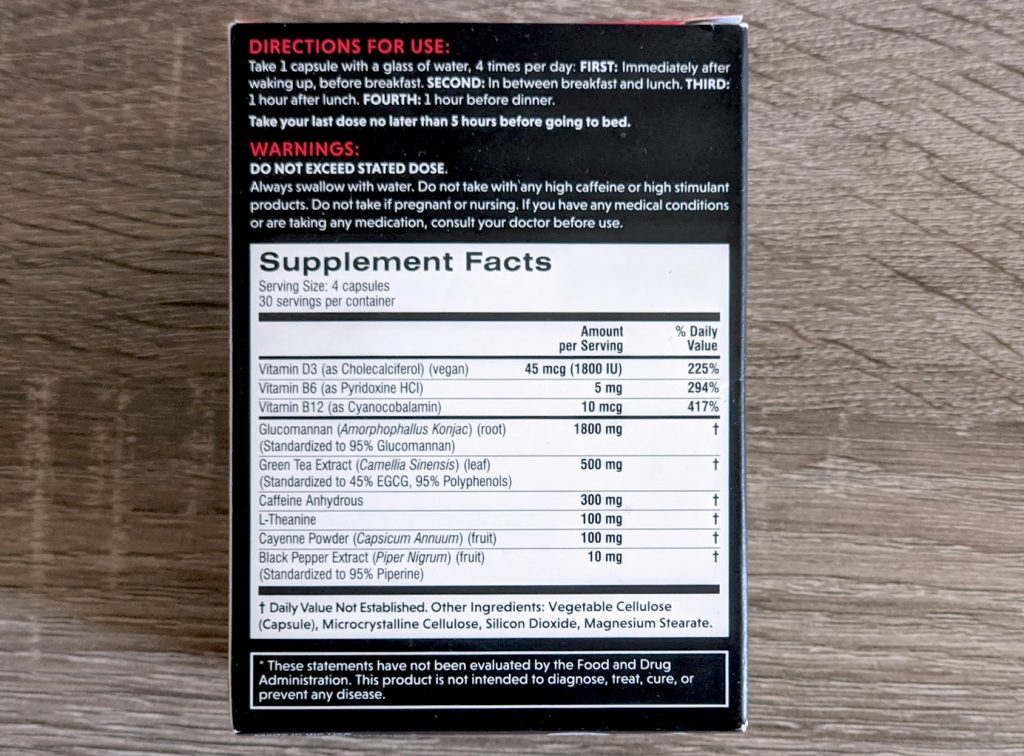 DIRECTIONS FOR USE:
Take 1 capsule with a glass of water, 4 times per day: FIRST: Immediately after
waking up, before breakfast. SECOND: In between breakfast and lunch. THIRD:
1 hour after lunch. FOURTH: 1 hour before dinner.
Take your last dose no later than 5 hours before going to bed.
WARNINGS:
DO NOT EXCEED STATED DOSE.
Always swallow with water. Do not take with any high caffeine or high stimulant
products. Do not take if pregnant or nursing. If you have any medical conditions
or are taking any medication, consult your doctor before use.
Supplement Facts
Serving Size: 4 capsules
30 servings per container
Amount % Daily
per Serving Value
Vitamin D3 (as Cholecalciferol) (vegan) 45 mcg (1800 IU) 225%
Vitamin B6 (as Pyridoxine HCl) 5 mg 294%
Vitamin B12 (as Cyanocobalamin) 10 mcg 417%
Glucomannan (Amorphophallus Konjac) (root) 1800 mg †
(Standardized to 95% Glucomannan)
Green Tea Extract (Camellia Sinensis) (leaf) 500 mg †
(Standardized to 45% EGCG, 95% Polyphenols)
Caffeine Anhydrous 300 mg †
L-Theanine 100 mg †
Cayenne Powder (Capsicum Annuum) (fruit) 100 mg †
Black Pepper Extract (Piper Nigrum) (fruit) 10 mg †
(Standardized to 95% Piperine)
† Daily Value Not Established. Other Ingredients: Vegetable Cellulose
(Capsule), Microcrystalline Cellulose, Silicon Dioxide, Magnesium Stearate.
* These statements have not been evaluated by the Food and Drug
Administration. This product is not intended to diagnose, treat, cure, or
prevent any disease.